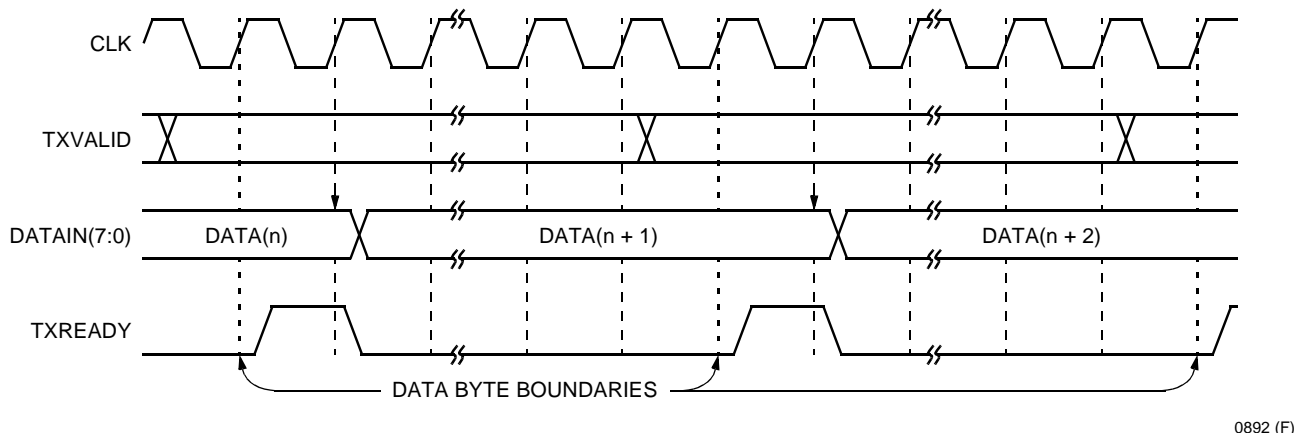 CLK
TXVALID
DATAIN(7:0) DATA(n) DATA(n + 1) DATA(n + 2)
TXREADY
DATA BYTE BOUNDARIES
0892 (F)